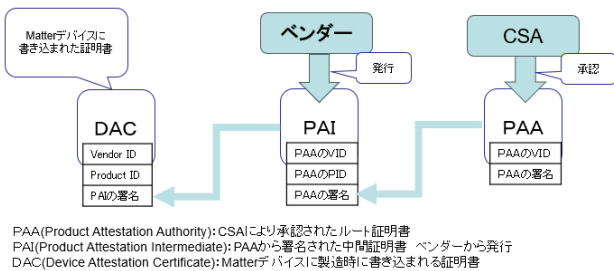 Matterデバイスに
書き込まれた証明書
ベンダー
CSA
発行
承認
DAC
PAI
PAA
Vendor ID
Product ID
PAIの署名
PAAのVID
PAAのPID
PAAの署名
PAAのVID
PAAの署名
PAA(Product Attestation Authority)：CSAにより承認されたルート証明書
PAI(Product Attestation Intermediate)：PAAから署名された中間証明書　ベンダーから発行
DAC(Device Attestation Certificate)：Matterデバイスに製造時に書き込まれる証明書